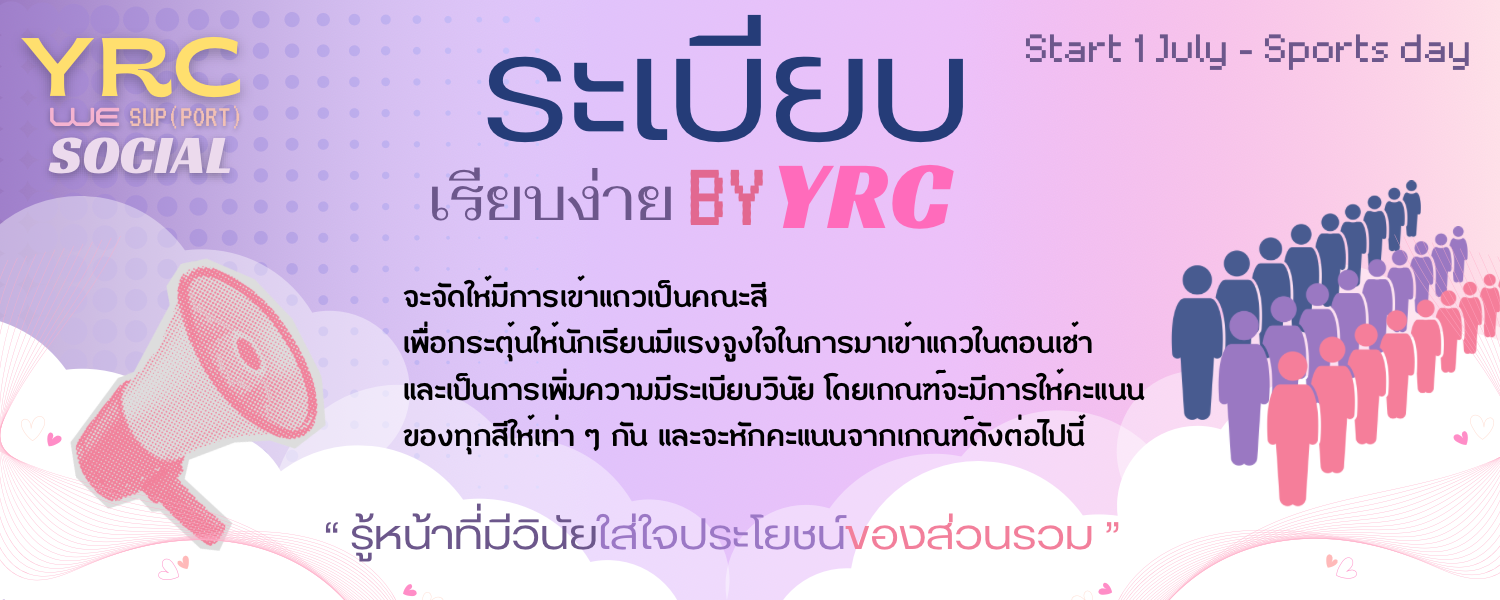 YRC
WE SUP(PORT)
SOCIAL
Start 1 July - Sports day
ระเบียบ
เรียบง่าย BY YRC
จะจัดให้มีการเข้าแถวเป็นคณะสี
เพื่อกระตุ้นให้นักเรียนมีแรงจูงใจในการมาเข้าแถวในตอนเช้า
และเป็นการเพิ่มความมีระเบียบวินัย โดยเกณฑ์จะมีการให้คะแนน
ของทุกสีให้เท่า ๆ กัน และจะหักคะแนนจากเกณฑ์ดังต่อไปนี้
“ รู้หน้าที่มีวินัยใส่ใจประโยชน์ของส่วนรวม ”